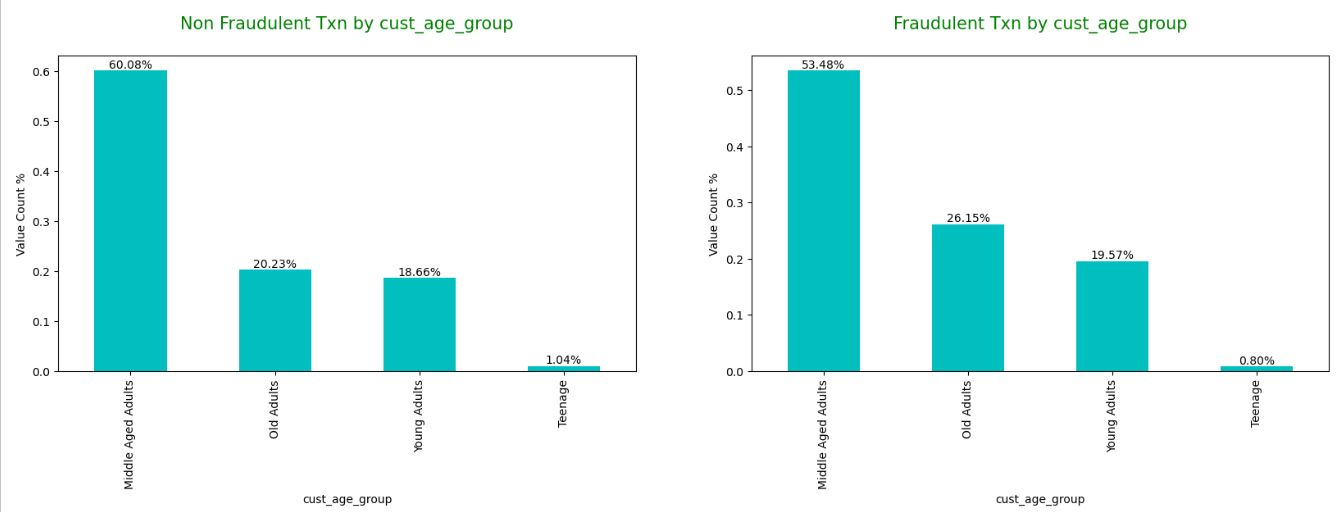 Non Fraudulent Txn by cust_age_group
Value Count %
0.6
0.5
0.4
0.3
0.2
0.1
0.0
60.08%
20.23%
18.66%
1.04%
Middle Aged Adults
Old Adults
Young Adults
Teenage
cust_age_group
Fraudulent Txn by cust_age_group
Value Count %
0.5
0.4
0.3
0.2
0.1
0.0
53.48%
26.15%
19.57%
0.80%
Middle Aged Adults
Old Adults
Young Adults
Teenage
cust_age_group